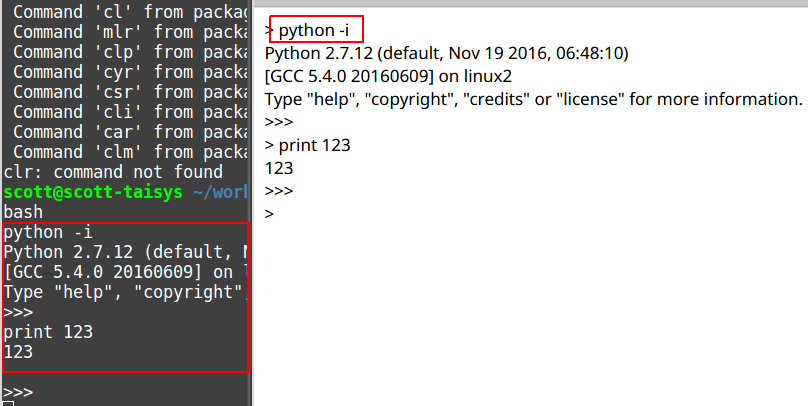 Command 'cl' from packag
Command 'mlr' from packa
Command 'clp' from packa
Command 'cyr' from packa
Command 'csr' from packa
Command 'cli' from packa
Command 'car' from packa
Command 'clm' from packa
clr: command not found
scott@scott-taisys ~/work
bash
python -i
Python 2.7.12 (default, N
[GCC 5.4.0 20160609] on l
Type "help", "copyright",
>>>
print 123
123
>>>
> python -i
Python 2.7.12 (default, Nov 19 2016, 06:48:10)
[GCC 5.4.0 20160609] on linux2
Type "help", "copyright", "credits" or "license" for more information.
>>>
> print 123
123
>>>
>